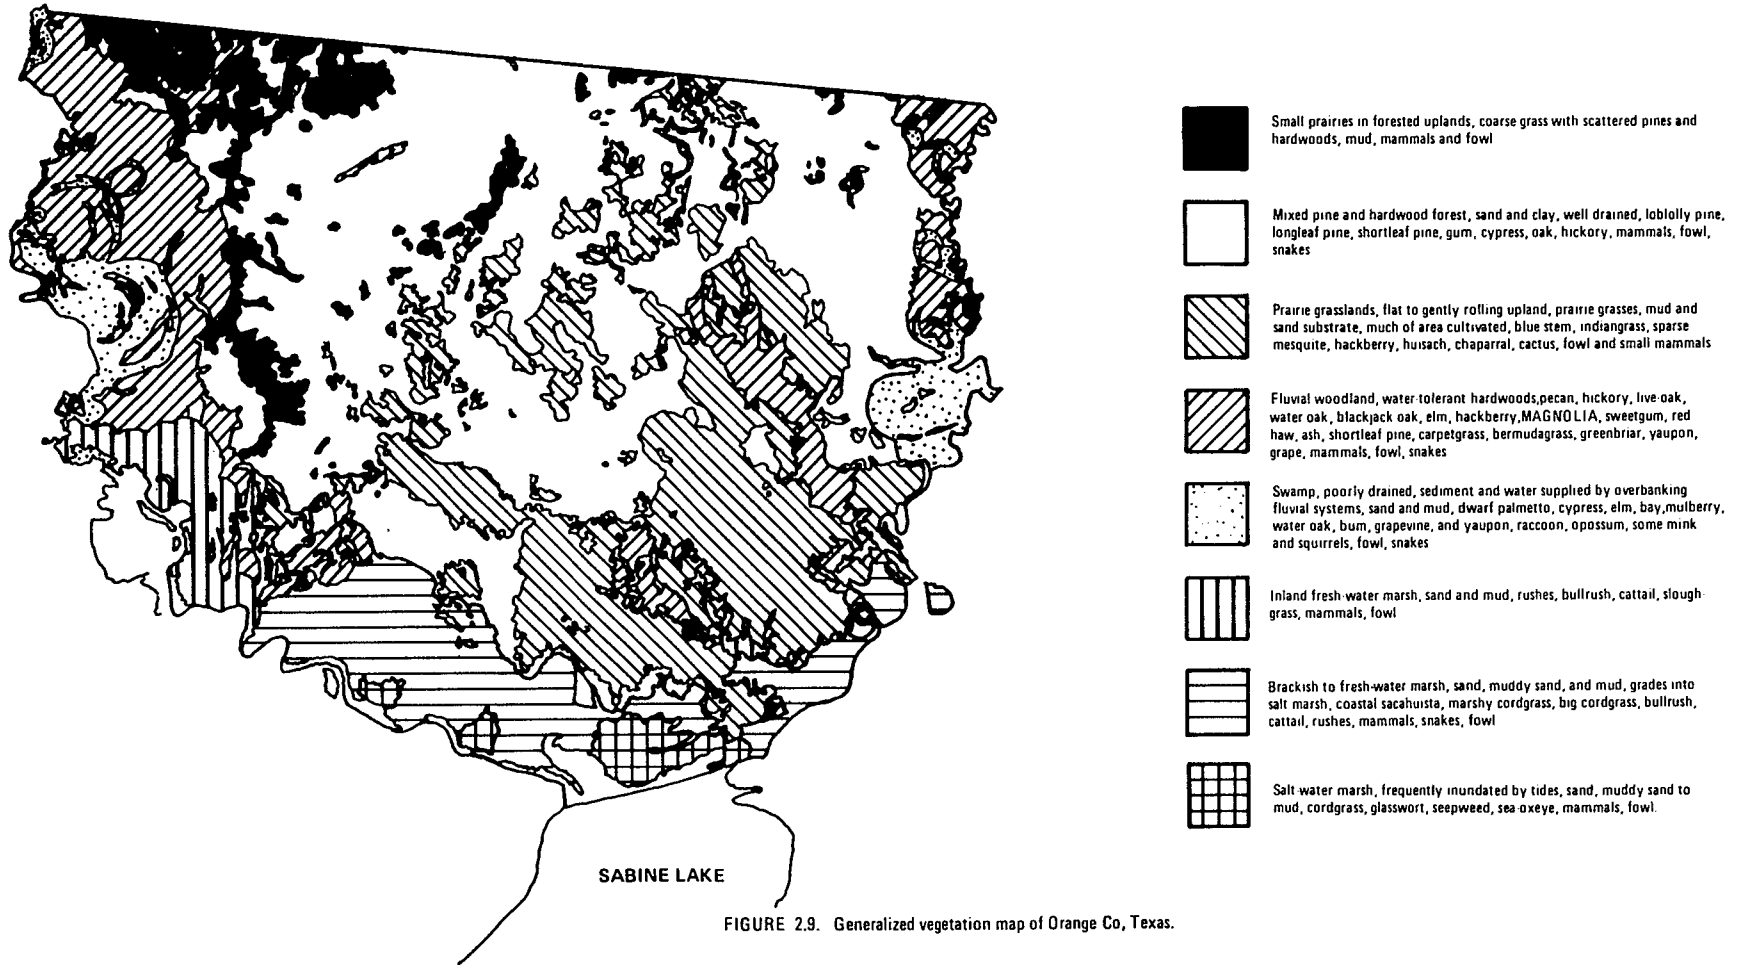 Small prairies in forested uplands, coarse grass with scattered pines and
hardwoods, mud, mammals and fowl
Mixed pine and hardwood forest, sand and clay, well drained, loblolly pine,
longleaf pine, shortleaf pine, gum, cypress, oak, hickory, mammals, fowl,
snakes
Prairie grasslands, flat to gently rolling upland, prairie grasses, mud and
sand substrate, much of area cultivated, blue stem, indiangrass, sparse
mesquite, hackberry, huisach, chaparral, cactus, fowl and small mammals
Fluvial woodland, water-tolerant hardwoods,pecan, hickory, live-oak,
water oak, blackjack oak, elm, hackberry,MAGNOLIA, sweetgum, red
haw, ash, shortleaf pine, carpetgrass, bermudagrass, greenbriar, yaupon,
grape, mammals, fowl, snakes
Swamp, poorly drained, sediment and water supplied by overbanking
fluvial systems, sand and mud, dwarf palmetto, cypress, elm, bay,mulberry,
water oak, bum, grapevine, and yaupon, raccoon, opossum, some mink
and squirrels, fowl, snakes
Inland fresh-water marsh, sand and mud, rushes, bullrush, cattail, slough-
grass, mammals, fowl
Brackish to fresh-water marsh, sand, muddy sand, and mud, grades into
salt marsh, coastal sacahuista, marshy cordgrass, big cordgrass, bullrush,
cattail, rushes, mammals, snakes, fowl
Salt-water marsh, frequently inundated by tides, sand, muddy sand to
mud, cordgrass, glasswort, seepweed, sea-oxeye, mammals, fowl.
SABINE LAKE
FIGURE 2.9. Generalized vegetation map of Orange Co, Texas.